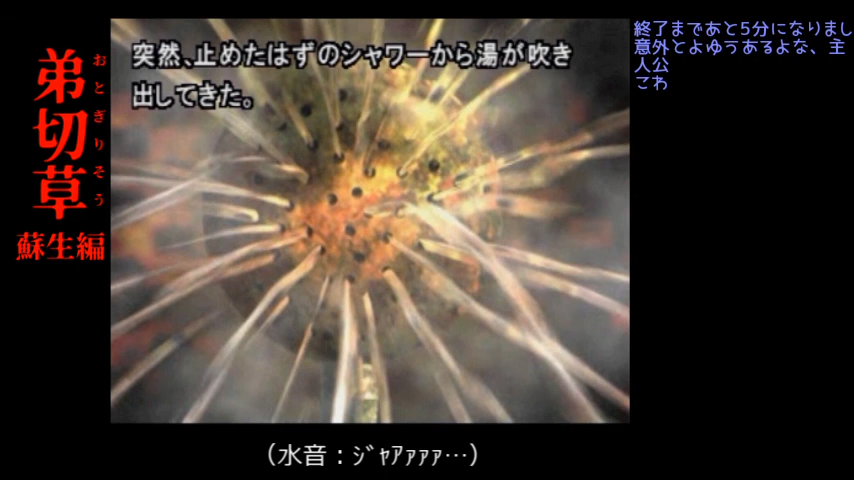 弟切草
おとぎりそう
蘇生編
突然、止めたはずのシャワーから湯が吹き
出してきた。
終了まであと5分になりまし
意外とよゆうあるよな、主
人公
こわ
（水音：ｼﾞｬｱｧｧｧ…）